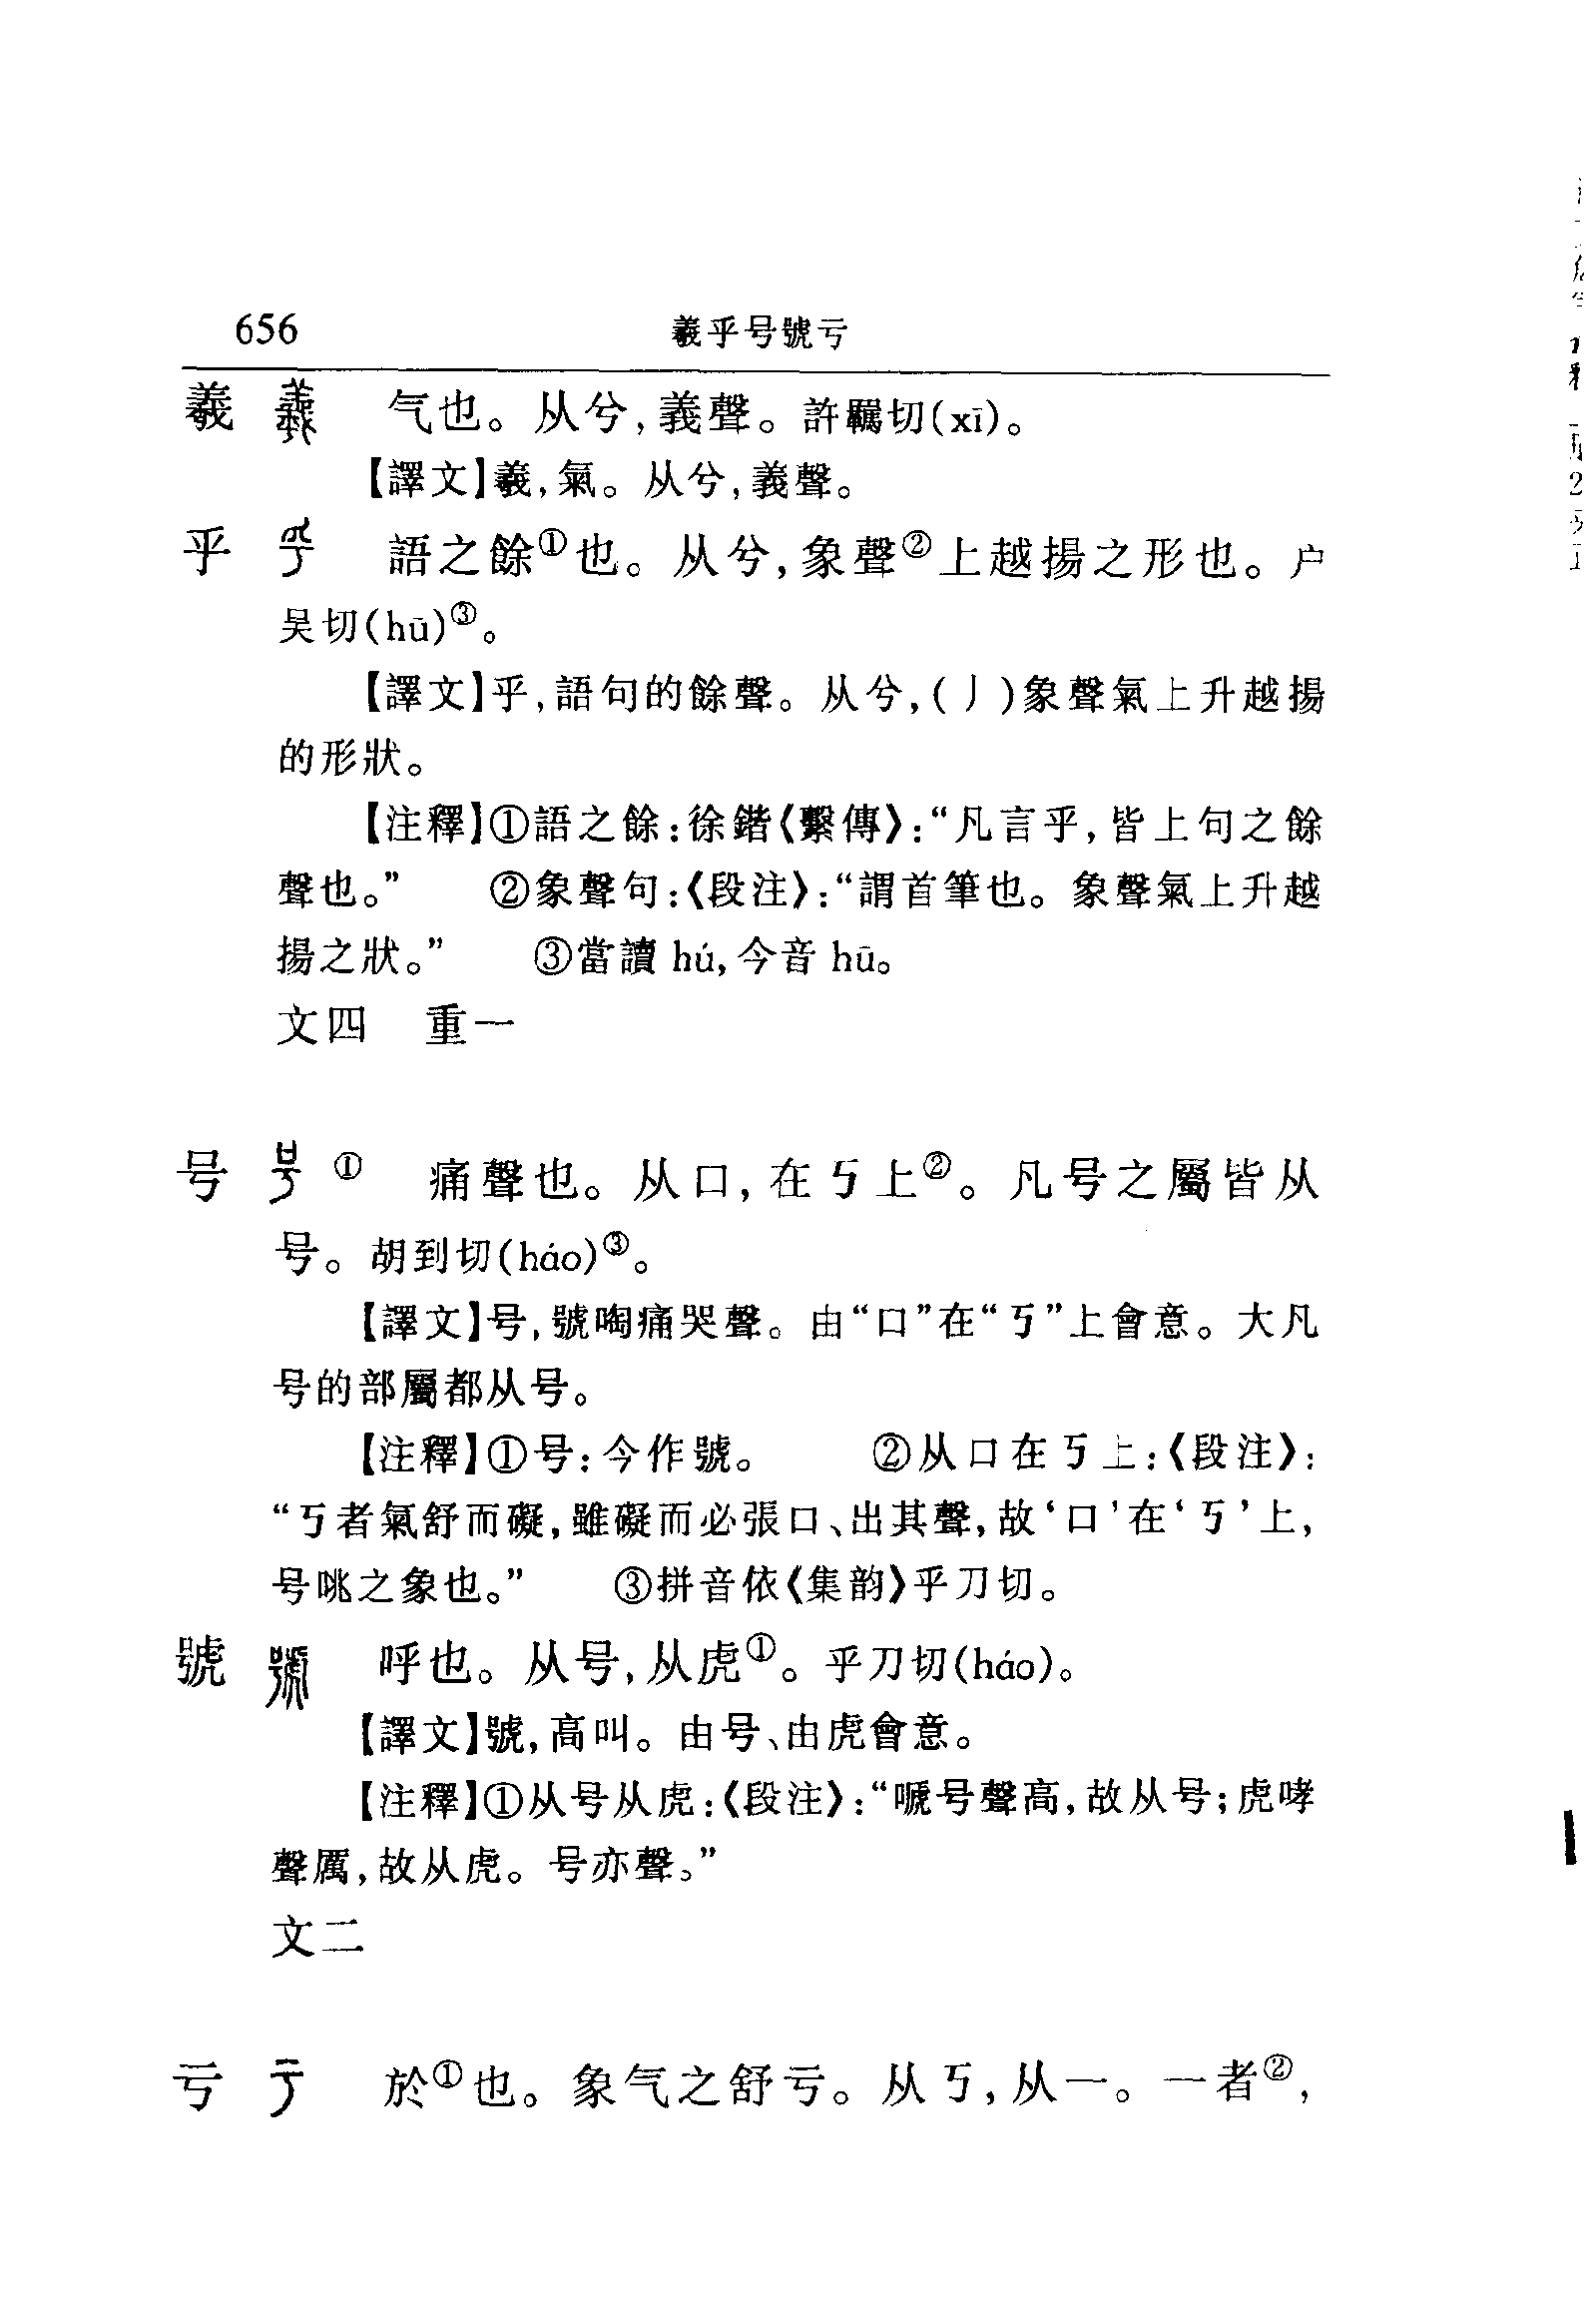 656 羲乎号號亏
羲 气也。从兮,義聲。許羈切(xī)。
【譯文】羲,氣。从兮,義聲。
乎 語之餘①也。从兮,象聲②上越揚之形也。户
吴切(hū)③。
【譯文】乎,語句的餘聲。从兮,(丿)象聲氣上升越揚
的形狀。
【注釋】①語之餘:徐鍇《繫傳》:“凡言乎,皆上句之餘
聲也。” ②象聲句:《段注》:“謂首筆也。象聲氣上升越
揚之狀。” ③當讀 hú,今音 hū。
文四 重一
号 ① 痛聲也。从口,在丂上②。凡号之屬皆从
号。胡到切(háo)③。
【譯文】号,號啕痛哭聲。由“口”在“丂”上會意。大凡
号的部屬都从号。
【注釋】①号:今作號。 ②从口在丂上:《段注》:
“丂者氣舒而礙,雖礙而必張口、出其聲,故‘口’在‘丂’上,
号咷之象也。” ③拼音依《集韵》乎刀切。
號 呼也。从号,从虎①。乎刀切(háo)。
【譯文】號,高叫。由号、由虎會意。
【注釋】①从号从虎:《段注》:“嗁号聲高,故从号;虎哮
聲厲,故从虎。号亦聲。”
文二
亏 於①也。象气之舒亏。从丂,从一。一者②,